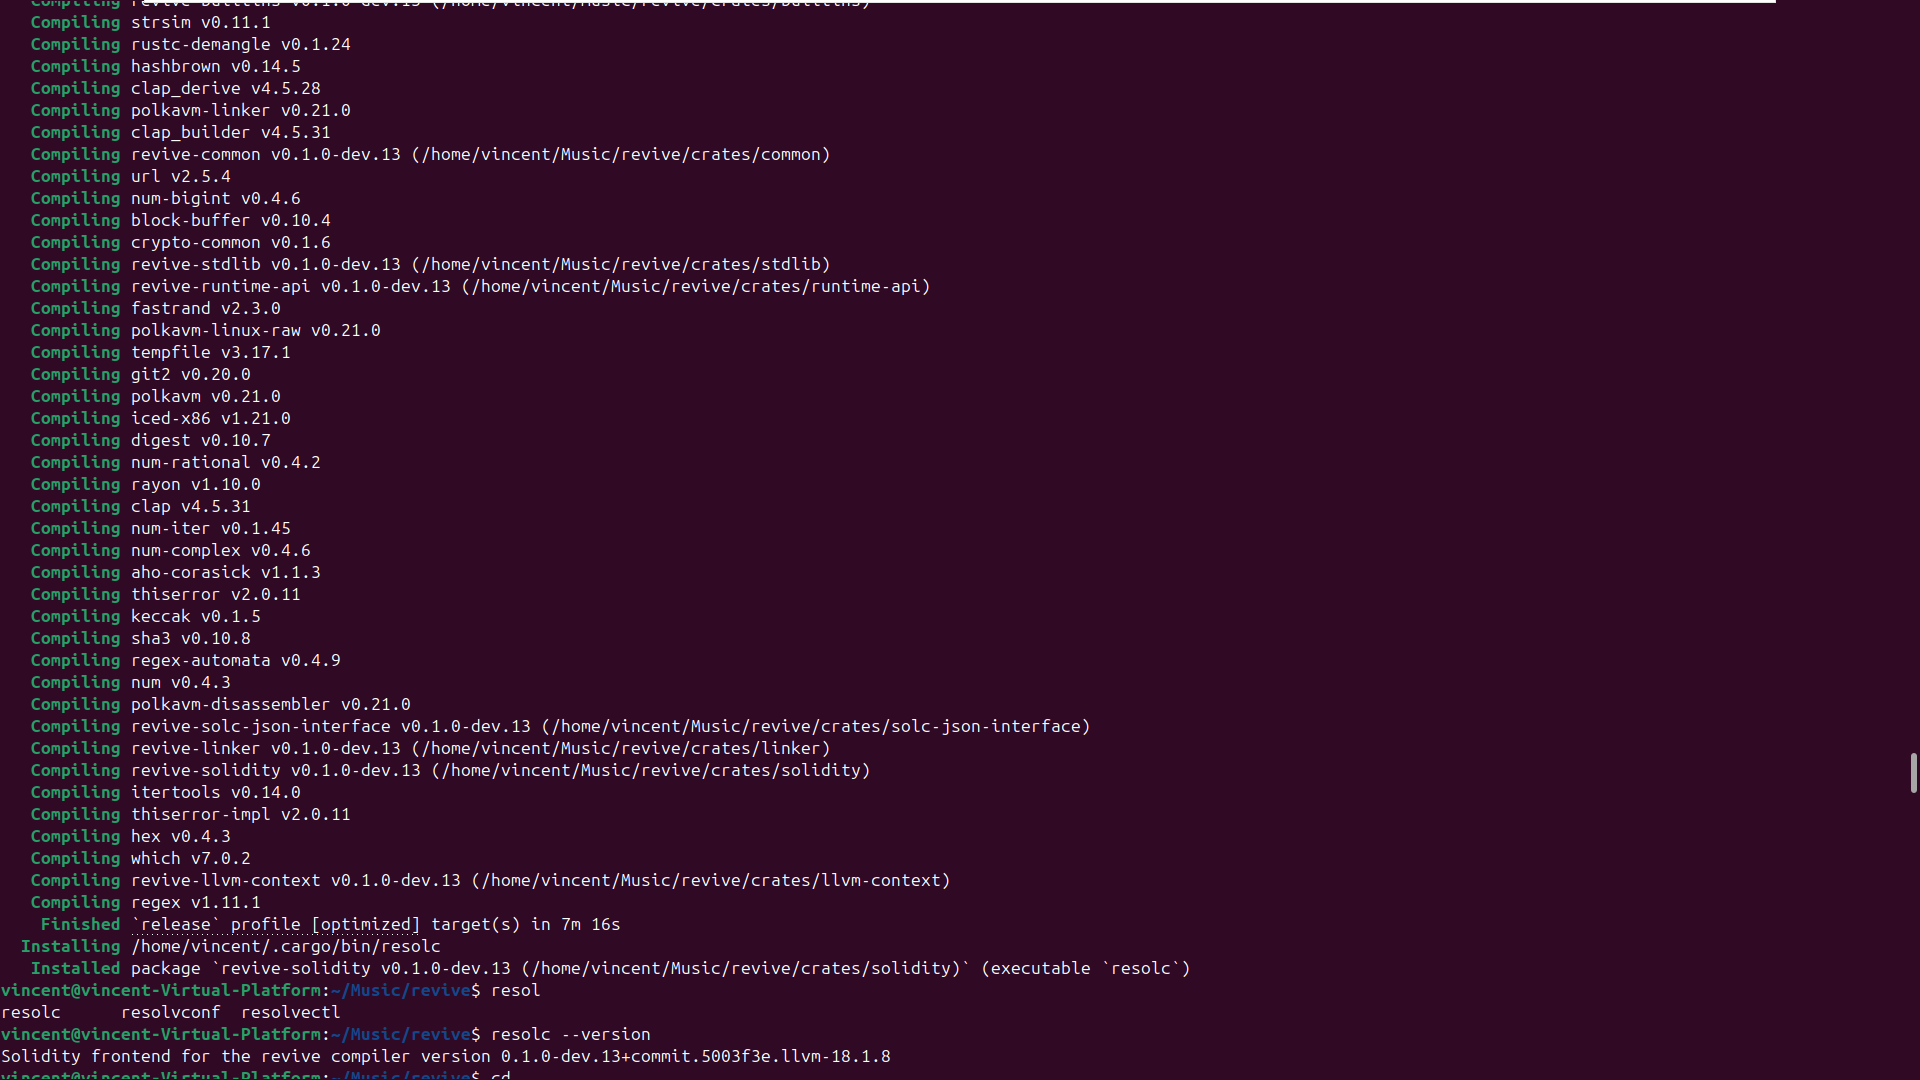 Compiling revive-builtins v0.1.0-dev.13 (/home/vincent/Music/revive/crates/builtins)
Compiling strsim v0.11.1
Compiling rustc-demangle v0.1.24
Compiling hashbrown v0.14.5
Compiling clap_derive v4.5.28
Compiling polkavm-linker v0.21.0
Compiling clap_builder v4.5.31
Compiling revive-common v0.1.0-dev.13 (/home/vincent/Music/revive/crates/common)
Compiling url v2.5.4
Compiling num-bigint v0.4.6
Compiling block-buffer v0.10.4
Compiling crypto-common v0.1.6
Compiling revive-stdlib v0.1.0-dev.13 (/home/vincent/Music/revive/crates/stdlib)
Compiling revive-runtime-api v0.1.0-dev.13 (/home/vincent/Music/revive/crates/runtime-api)
Compiling fastrand v2.3.0
Compiling polkavm-linux-raw v0.21.0
Compiling tempfile v3.17.1
Compiling git2 v0.20.0
Compiling polkavm v0.21.0
Compiling iced-x86 v1.21.0
Compiling digest v0.10.7
Compiling num-rational v0.4.2
Compiling rayon v1.10.0
Compiling clap v4.5.31
Compiling num-iter v0.1.45
Compiling num-complex v0.4.6
Compiling aho-corasick v1.1.3
Compiling thiserror v2.0.11
Compiling keccak v0.1.5
Compiling sha3 v0.10.8
Compiling regex-automata v0.4.9
Compiling num v0.4.3
Compiling polkavm-disassembler v0.21.0
Compiling revive-solc-json-interface v0.1.0-dev.13 (/home/vincent/Music/revive/crates/solc-json-interface)
Compiling revive-linker v0.1.0-dev.13 (/home/vincent/Music/revive/crates/linker)
Compiling revive-solidity v0.1.0-dev.13 (/home/vincent/Music/revive/crates/solidity)
Compiling itertools v0.14.0
Compiling thiserror-impl v2.0.11
Compiling hex v0.4.3
Compiling which v7.0.2
Compiling revive-llvm-context v0.1.0-dev.13 (/home/vincent/Music/revive/crates/llvm-context)
Compiling regex v1.11.1
Finished `release` profile [optimized] target(s) in 7m 16s
Installing /home/vincent/.cargo/bin/resolc
Installed package `revive-solidity v0.1.0-dev.13 (/home/vincent/Music/revive/crates/solidity)` (executable `resolc`)
vincent@vincent-Virtual-Platform:~/Music/revive$ resol
resolc      resolvconf  resolvectl
vincent@vincent-Virtual-Platform:~/Music/revive$ resolc --version
Solidity frontend for the revive compiler version 0.1.0-dev.13+commit.5003f3e.llvm-18.1.8
vincent@vincent-Virtual-Platform:~/Music/revive$ cd